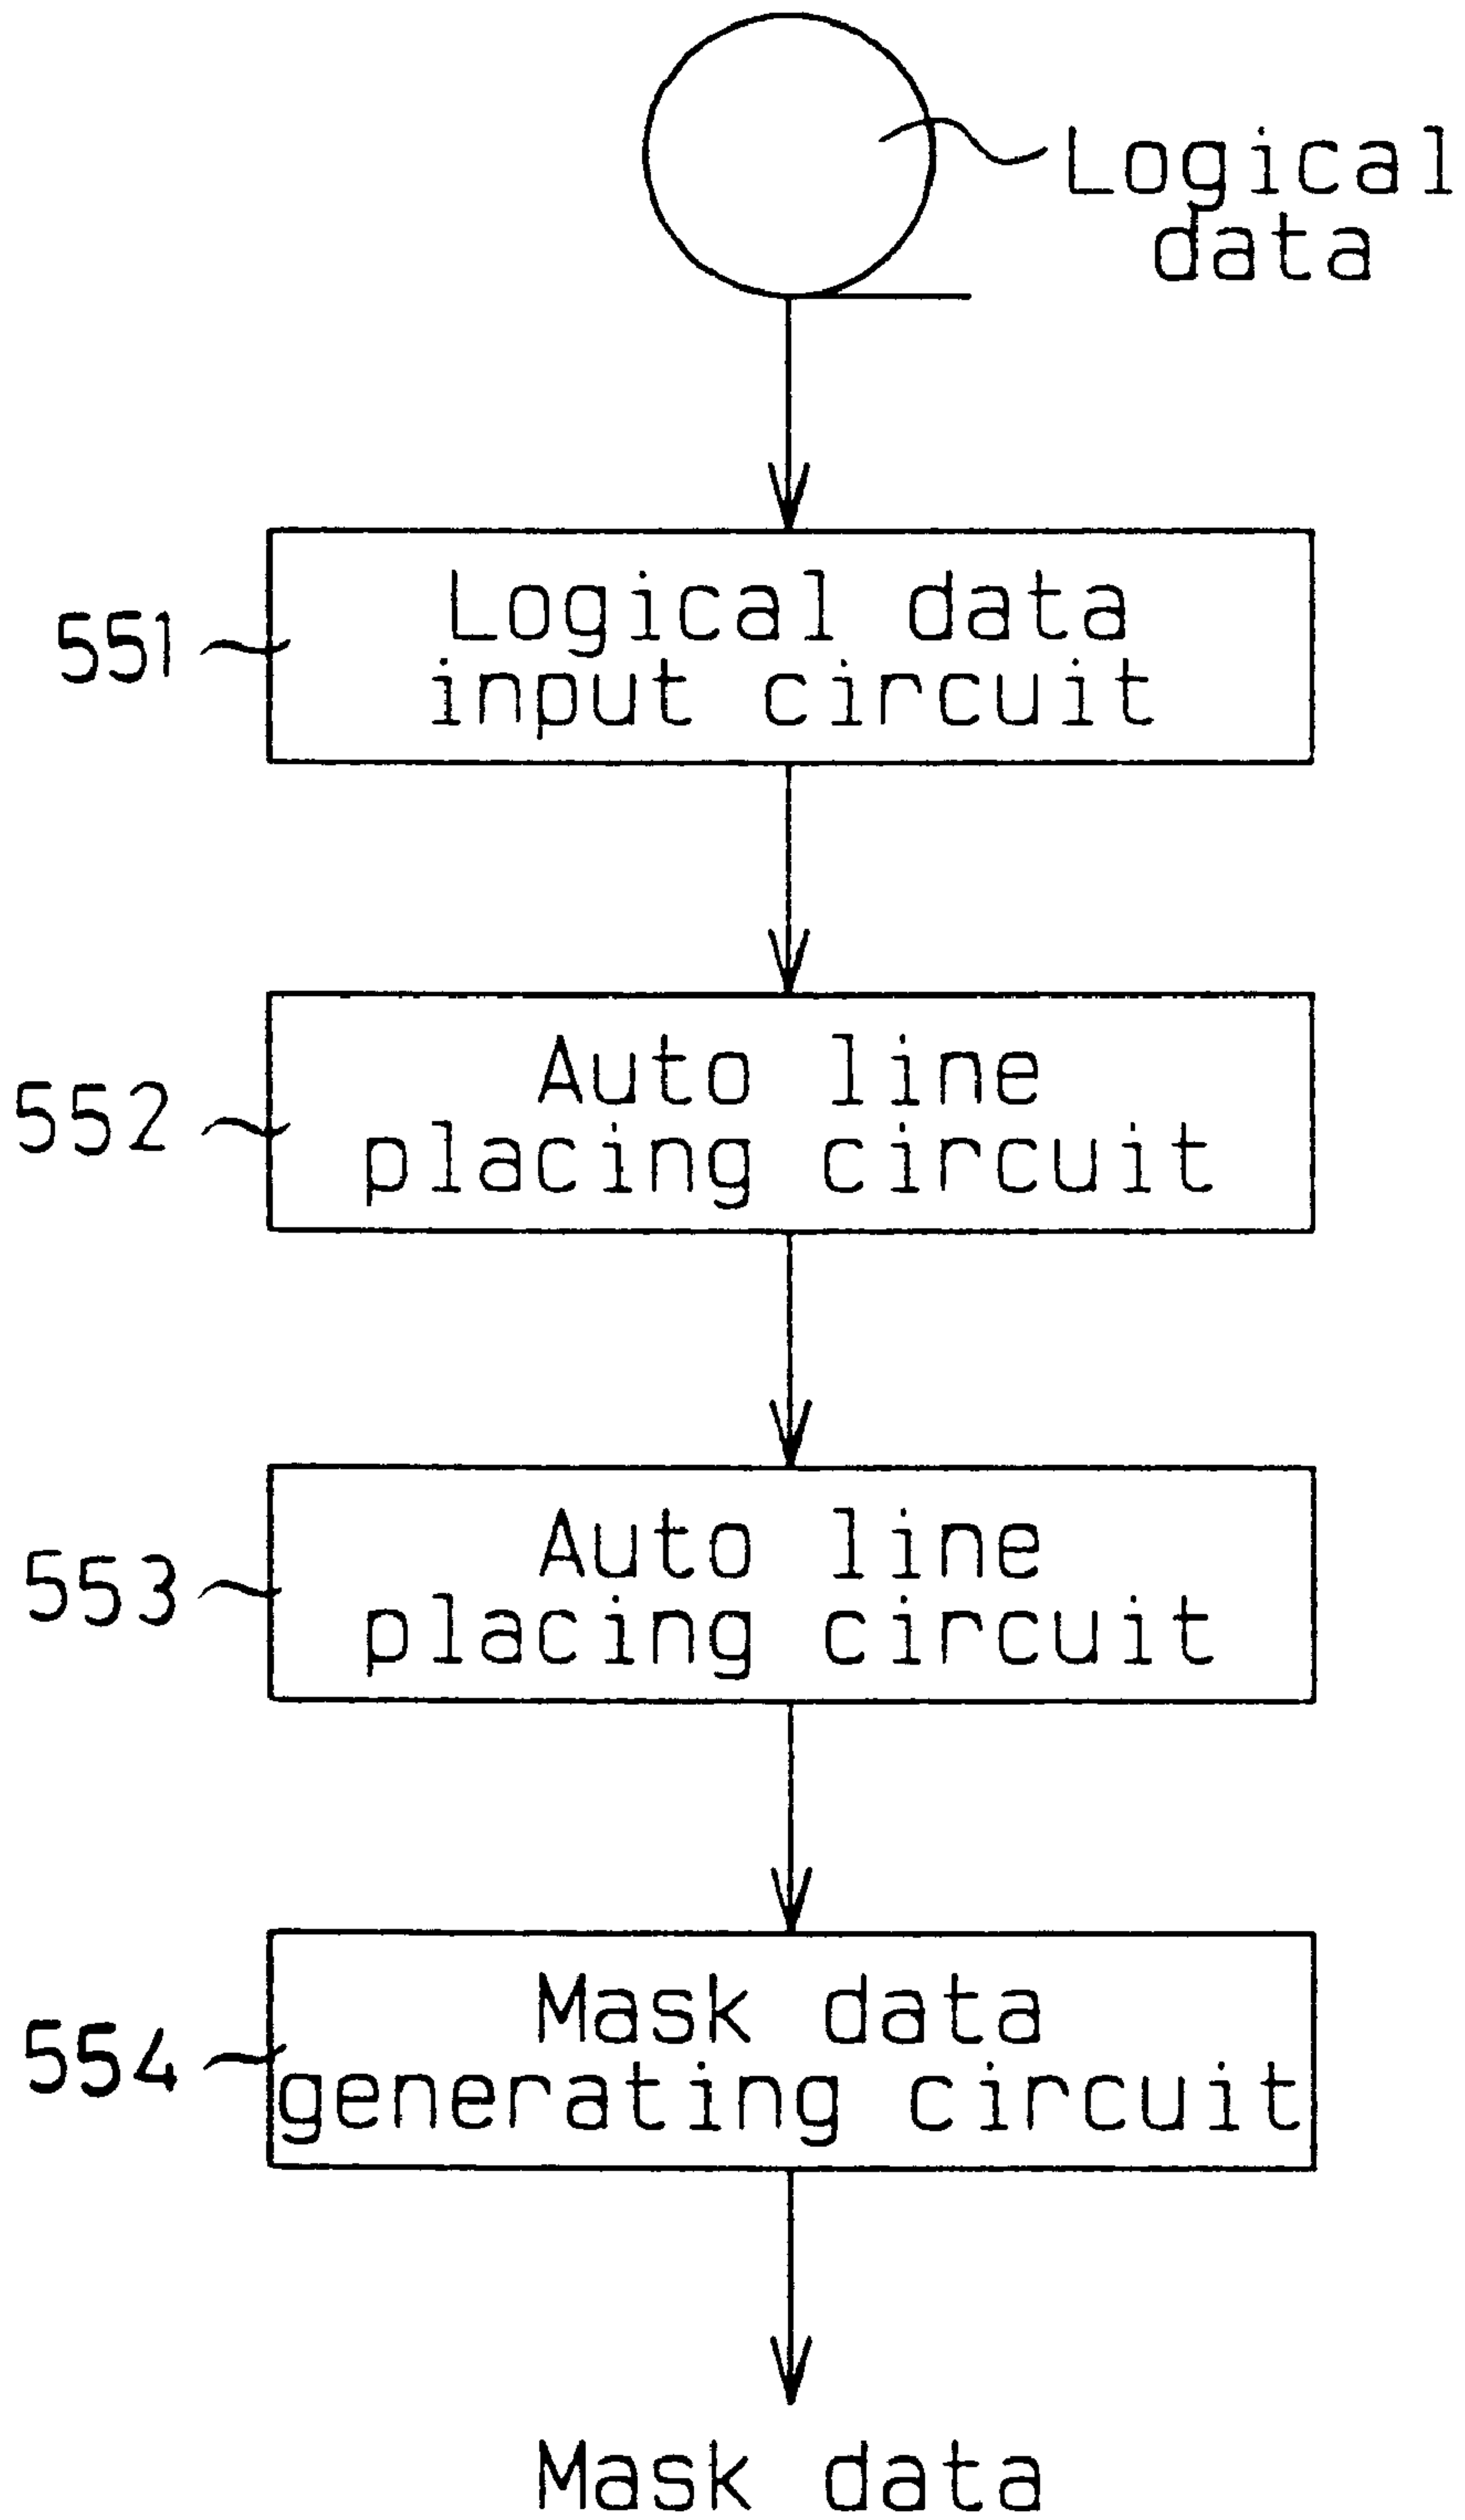 Logical
data
551
Logical data
input circuit
552
Auto line
placing circuit
553
Auto line
placing circuit
554
Mask data
generating circuit
Mask data